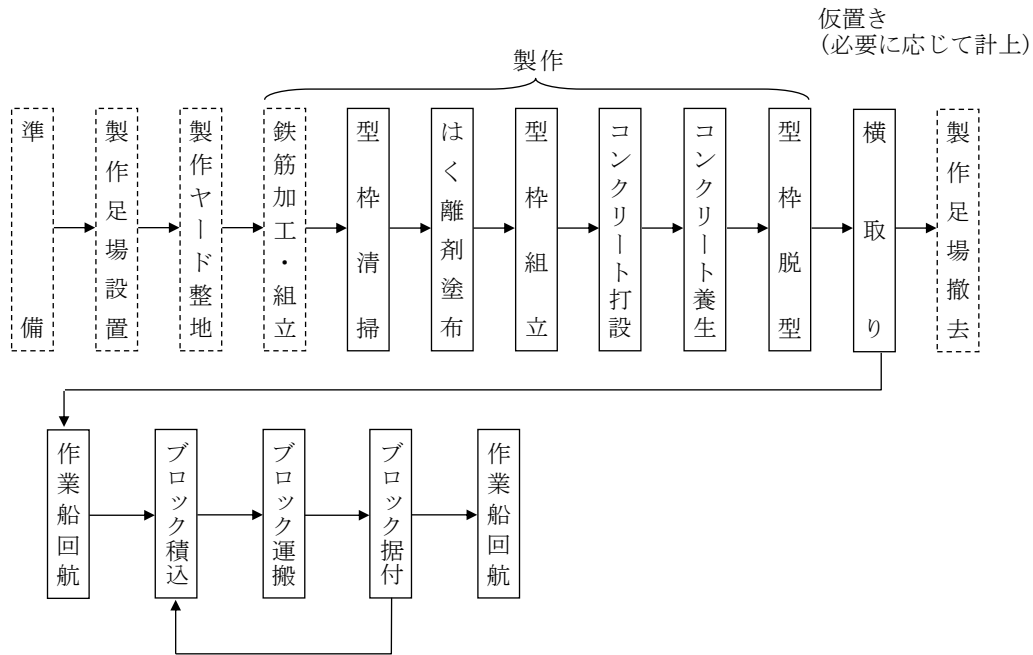 仮置き
(必要に応じて計上)
製作
準備
製作足場設置
製作ヤード整地
鉄筋加工・組立
型枠清掃
はく離剤塗布
型枠組立
コンクリート打設
コンクリート養生
型枠脱型
横取り
製作足場撤去
作業船回航
ブロック積込
ブロック運搬
ブロック据付
作業船回航